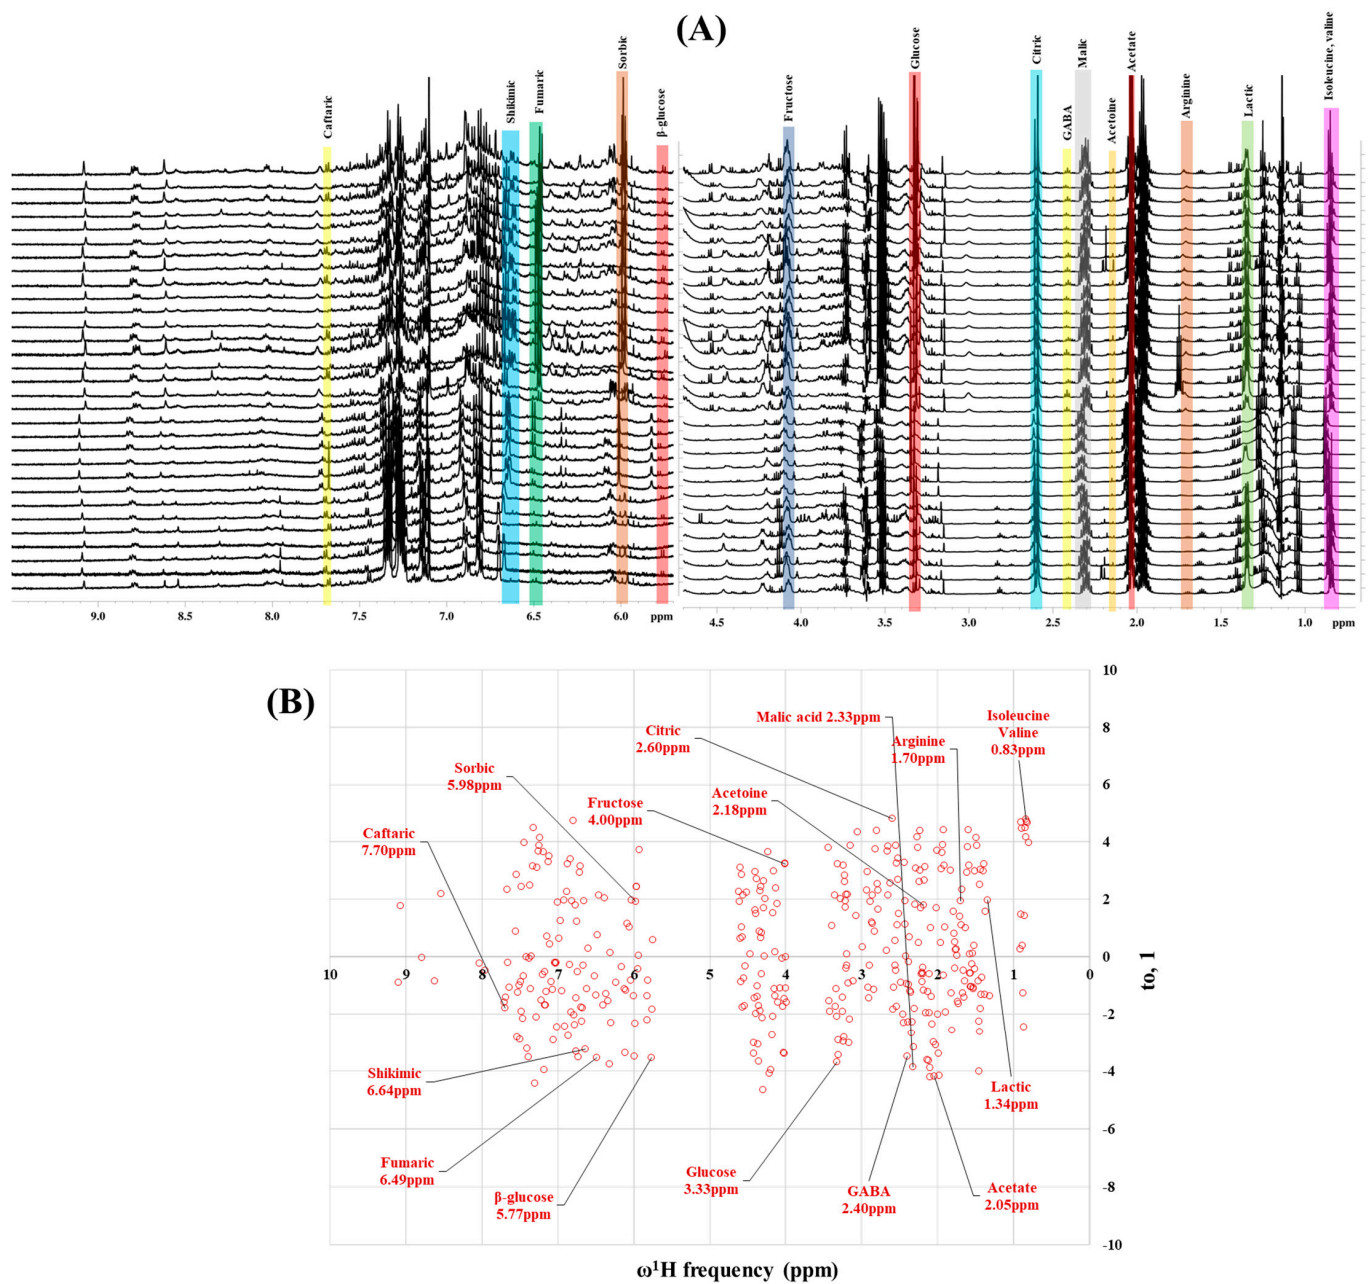 (A)
Caftaric
Shikimic
Fumaric
Sorbic
β-glucose
Fructose
Glucose
Citric
GABA
Malic
Acetoine
Acetate
Arginine
Lactic
Isoleucine, valine
9.0 8.5 8.0 7.5 7.0 6.5 6.0 ppm
4.5 4.0 3.5 3.0 2.5 2.0 1.5 1.0 ppm
(B)
10
8
6
4
2
0
-2
-4
-6
-8
-10
10 9 8 7 6 5 4 3 2 1
to, 1
Malic acid 2.33ppm
Isoleucine
Valine
0.83ppm
Citric
2.60ppm
Arginine
1.70ppm
Sorbic
5.98ppm
Fructose
4.00ppm
Acetoine
2.18ppm
Caftaric
7.70ppm
Shikimic
6.64ppm
Lactic
1.34ppm
Fumaric
6.49ppm
β-glucose
5.77ppm
Glucose
3.33ppm
GABA
2.40ppm
Acetate
2.05ppm
ω¹H frequency (ppm)